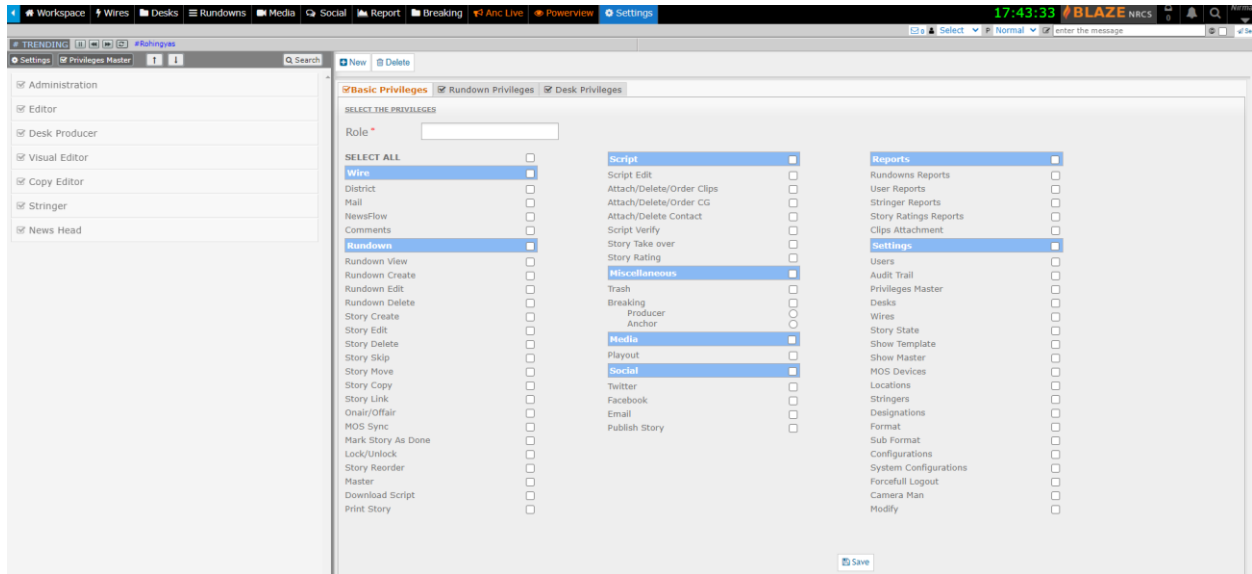 Workspace Wires Desks Rundowns Media Social Report Breaking Anc Live Powerview Settings 17:43:33 BLAZE NRCS 0
0 Select P Normal enter the message
# TRENDING #Rohingyas
Settings Privileges Master Search New Delete
Administration
Editor
Desk Producer
Visual Editor
Copy Editor
Stringer
News Head
Basic Privileges Rundown Privileges Desk Privileges
SELECT THE PRIVILEGES
Role *
SELECT ALL
Wire
District
Mail
NewsFlow
Comments
Rundown
Rundown View
Rundown Create
Rundown Edit
Rundown Delete
Story Create
Story Edit
Story Delete
Story Skip
Story Move
Story Copy
Story Link
Onair/Offair
MOS Sync
Mark Story As Done
Lock/Unlock
Story Reorder
Master
Download Script
Print Story
Script
Script Edit
Attach/Delete/Order Clips
Attach/Delete/Order CG
Attach/Delete Contact
Script Verify
Story Take over
Story Rating
Miscellaneous
Trash
Breaking
Producer
Anchor
Media
Playout
Social
Twitter
Facebook
Email
Publish Story
Reports
Rundowns Reports
User Reports
Stringer Reports
Story Ratings Reports
Clips Attachment
Settings
Users
Audit Trail
Privileges Master
Desks
Wires
Story State
Show Template
Show Master
MOS Devices
Locations
Stringers
Designations
Format
Sub Format
Configurations
System Configurations
Forcefull Logout
Camera Man
Modify
Save